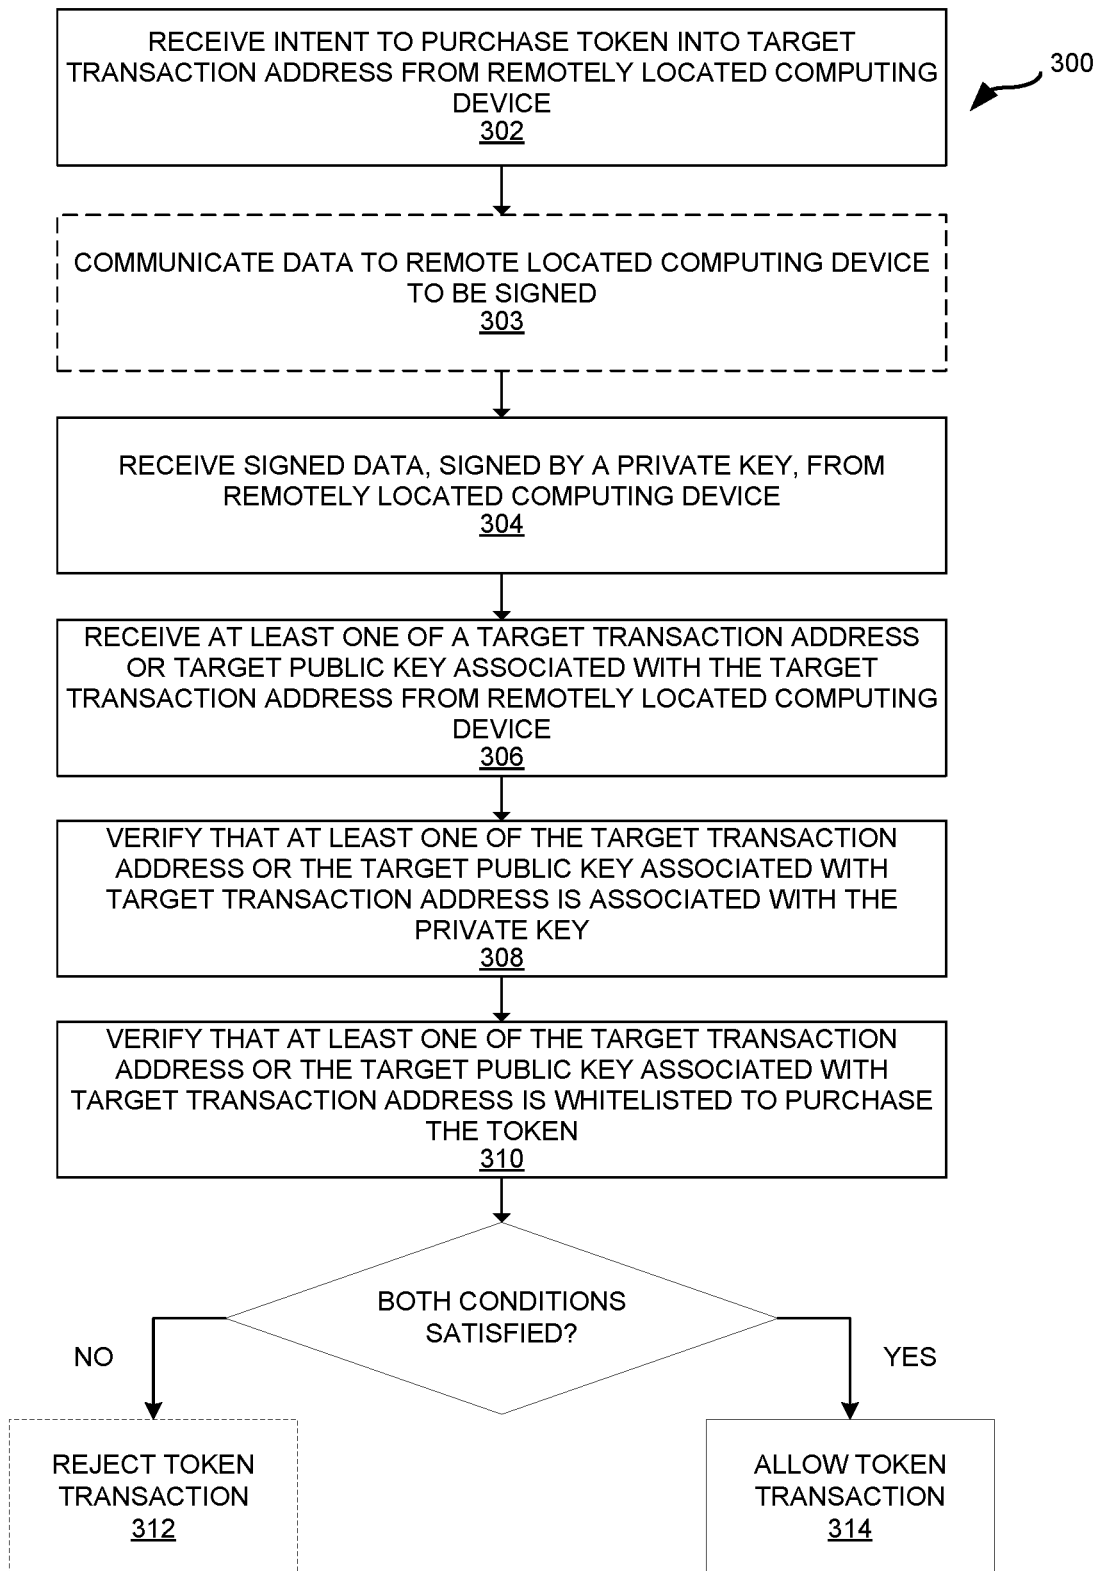 RECEIVE INTENT TO PURCHASE TOKEN INTO TARGET
TRANSACTION ADDRESS FROM REMOTELY LOCATED COMPUTING
DEVICE
302
300
COMMUNICATE DATA TO REMOTE LOCATED COMPUTING DEVICE
TO BE SIGNED
303
RECEIVE SIGNED DATA, SIGNED BY A PRIVATE KEY, FROM
REMOTELY LOCATED COMPUTING DEVICE
304
RECEIVE AT LEAST ONE OF A TARGET TRANSACTION ADDRESS
OR TARGET PUBLIC KEY ASSOCIATED WITH THE TARGET
TRANSACTION ADDRESS FROM REMOTELY LOCATED COMPUTING
DEVICE
306
VERIFY THAT AT LEAST ONE OF THE TARGET TRANSACTION
ADDRESS OR THE TARGET PUBLIC KEY ASSOCIATED WITH
TARGET TRANSACTION ADDRESS IS ASSOCIATED WITH THE
PRIVATE KEY
308
VERIFY THAT AT LEAST ONE OF THE TARGET TRANSACTION
ADDRESS OR THE TARGET PUBLIC KEY ASSOCIATED WITH
TARGET TRANSACTION ADDRESS IS WHITELISTED TO PURCHASE
THE TOKEN
310
BOTH CONDITIONS
SATISFIED?
NO
YES
REJECT TOKEN
TRANSACTION
312
ALLOW TOKEN
TRANSACTION
314